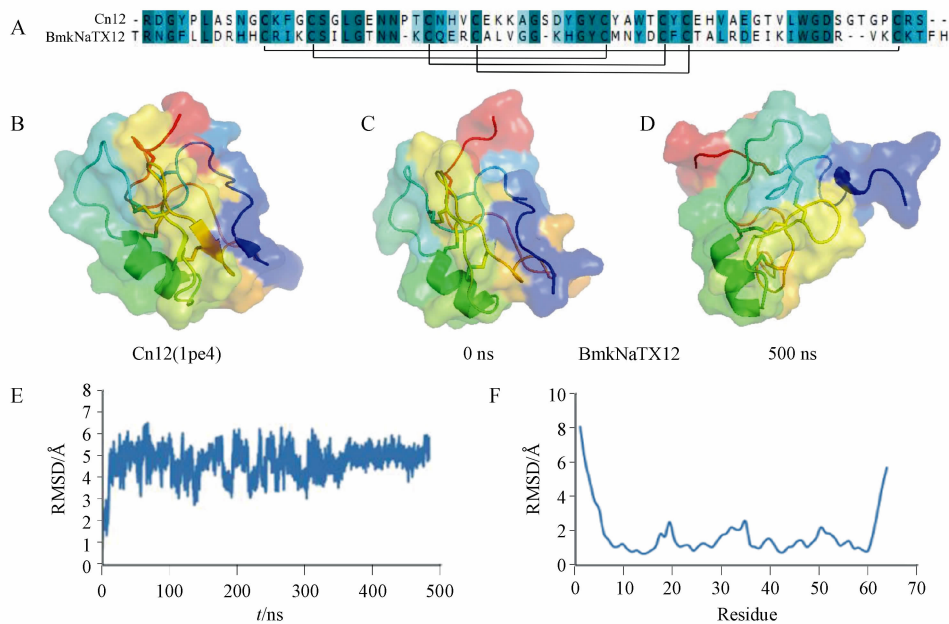 A
Cn12 -RDGYPLASNGCKFGCSGLGENNPTCNHVCEKKAGSDYGYCYAWTCYCEHVAEGTVLWGDSGTGPCRS--
BmkNaTX12 TRNGFLLDRHHCRIKCSILGTNN-KCQERCALVGG-KHGYCMNYDCFCTALRDEIKIWGDR--VKCKTFH
B
C
D
Cn12(1pe4)
0 ns
BmkNaTX12
500 ns
E
RMSD/Å
8
7
6
5
4
3
2
1
0
0 100 200 300 400 500
t/ns
F
RMSD/Å
10
8
6
4
2
0
0 10 20 30 40 50 60 70
Residue